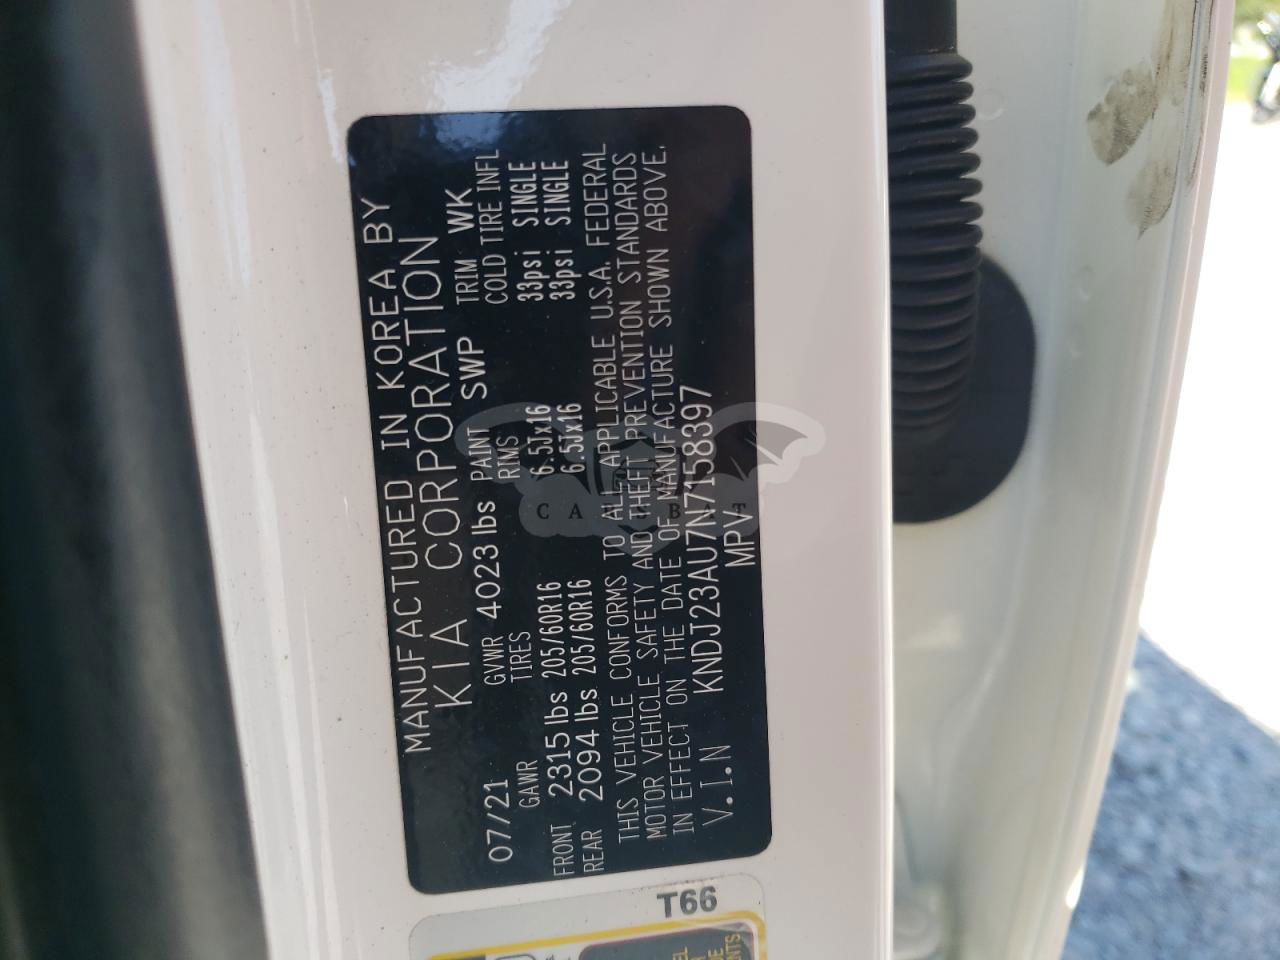 MANUFACTURED IN KOREA BY
KIA CORPORATION
07/21 GVWR 4023 lbs PAINT SWP TRIM WK
GAWR TIRES RIMS COLD TIRE INFL
FRONT 2315 lbs 205/60R16 6.5Jx16 33psi SINGLE
REAR 2094 lbs 205/60R16 6.5Jx16 33psi SINGLE
THIS VEHICLE CONFORMS TO ALL APPLICABLE U.S.A. FEDERAL
MOTOR VEHICLE SAFETY AND THEFT PREVENTION STANDARDS
IN EFFECT ON THE DATE OF MANUFACTURE SHOWN ABOVE.
V.I.N KNDJ23AU7N7158397
MPV
T66